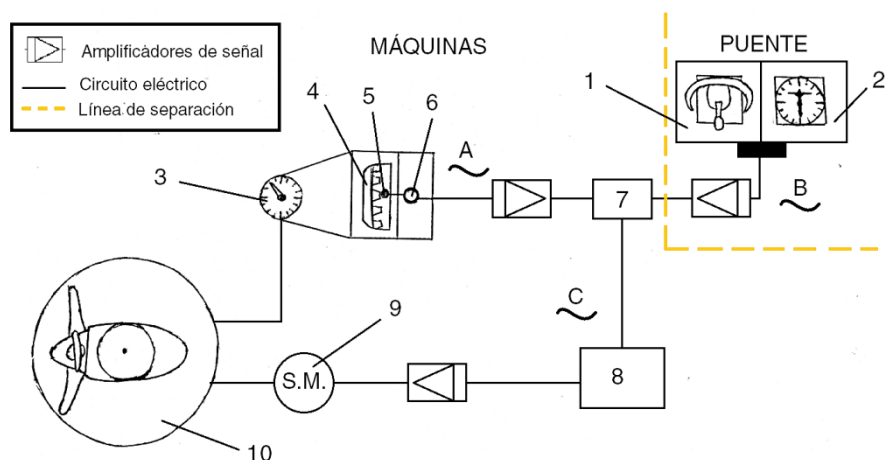 Amplificadores de señal
Circuito eléctrico
Línea de separación
MÁQUINAS
PUENTE
1
2
3
4
5
6
A
B
7
C
8
9
S.M.
10